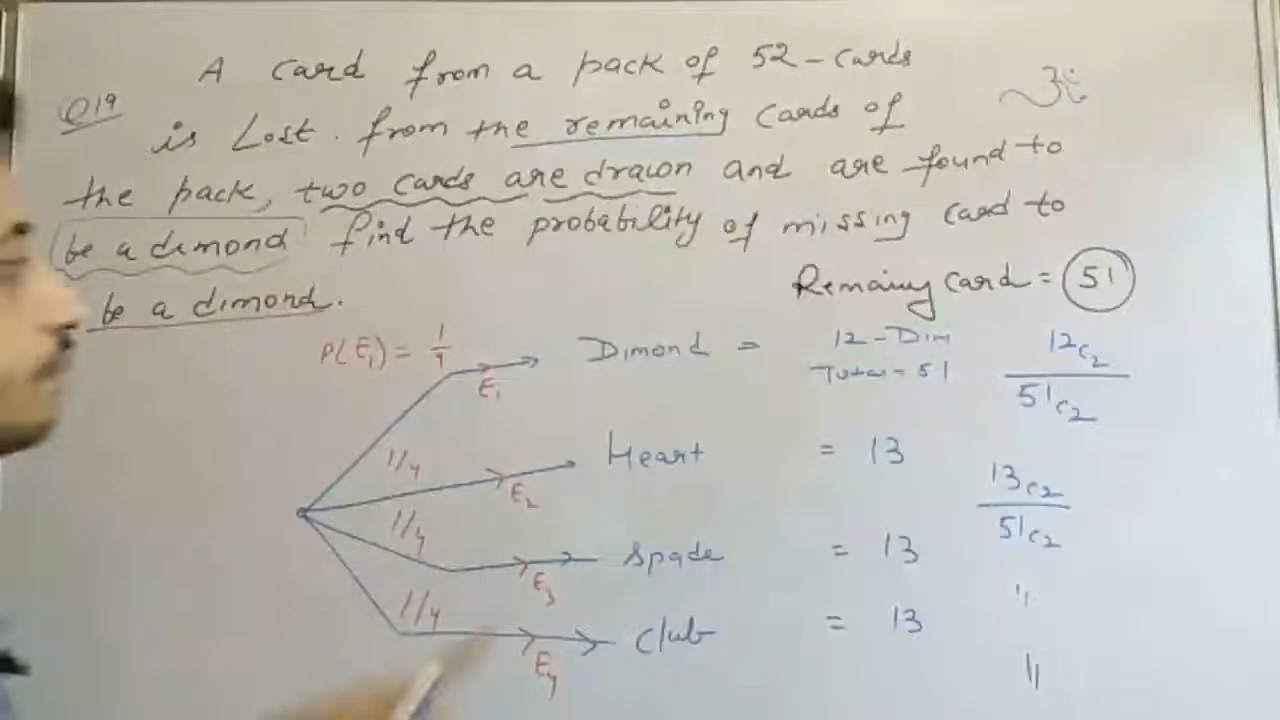 A card from a pack of 52-cards
Q19
is Lost. from the remaining cards of
the pack, two cards are drawn and are found to
be a dimond find the probability of missing card to
be a dimond.
Remainy card = 51
P(E₁) = 1/4
E₁
Dimond = 12-Dim
Total = 51
12c₂/51c₂
1/4
E₂
Heart = 13
13c₂/51c₂
1/4
E₃
Spade = 13 "
1/4
E₄
Club = 13 "